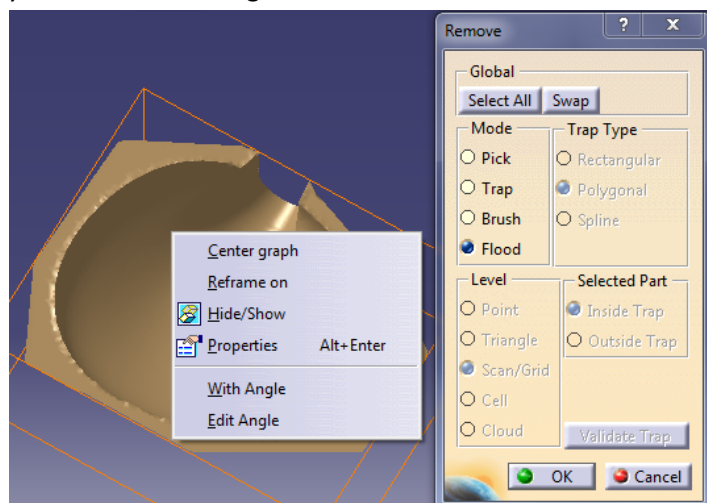 Remove
?
X
Global
Select All
Swap
Mode
Pick
Trap
Brush
Flood
Trap Type
Rectangular
Polygonal
Spline
Level
Point
Triangle
Scan/Grid
Cell
Cloud
Selected Part
Inside Trap
Outside Trap
Validate Trap
OK
Cancel
Center graph
Reframe on
Hide/Show
Properties Alt+Enter
With Angle
Edit Angle